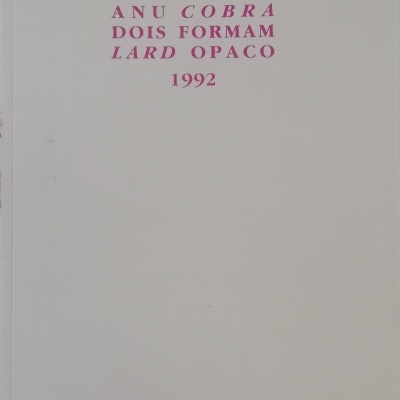 ANU COBRA
DOIS FORMAM
LARD OPACO
1992